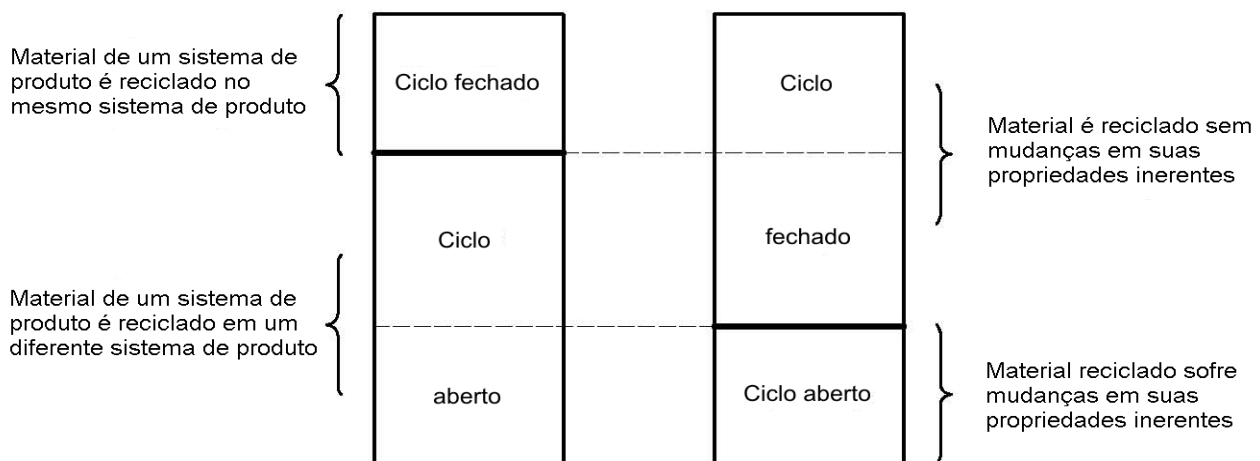 Material de um sistema de
produto é reciclado no
mesmo sistema de produto
Ciclo fechado
Ciclo
Material é reciclado sem
mudanças em suas
propriedades inerentes
Ciclo
fechado
Material de um sistema de
produto é reciclado em um
diferente sistema de produto
aberto
Ciclo aberto
Material reciclado sofre
mudanças em suas
propriedades inerentes